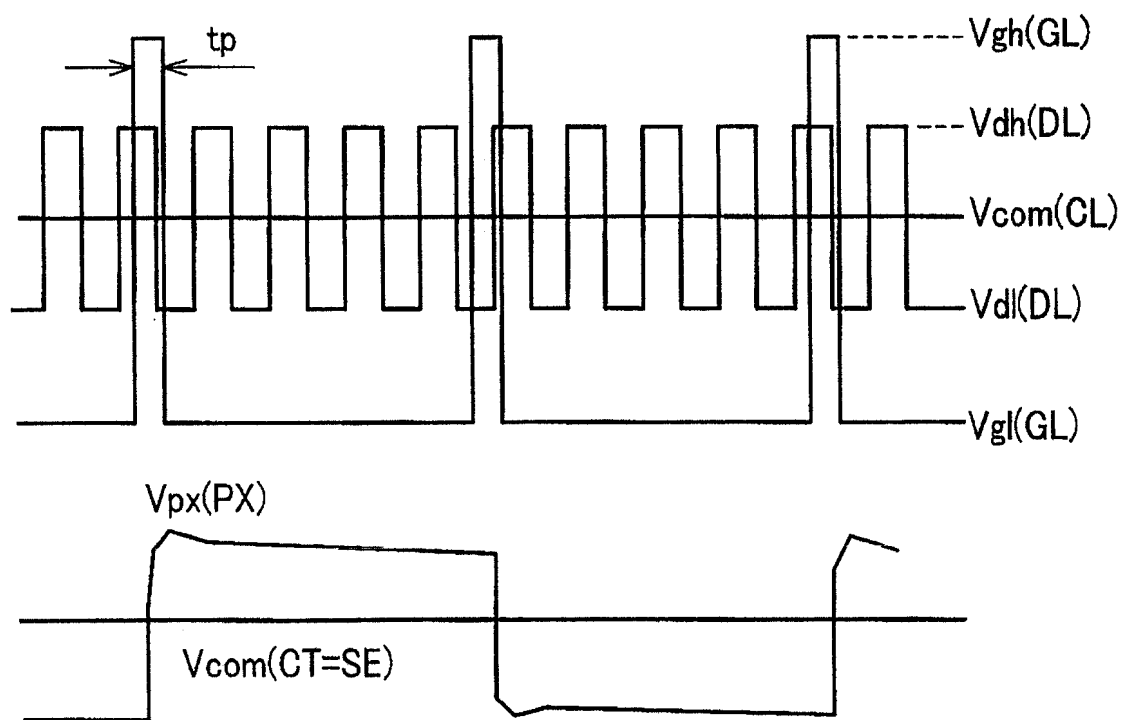 tp
Vgh(GL)
Vdh(DL)
Vcom(CL)
Vdl(DL)
Vgl(GL)
Vpx(PX)
Vcom(CT=SE)